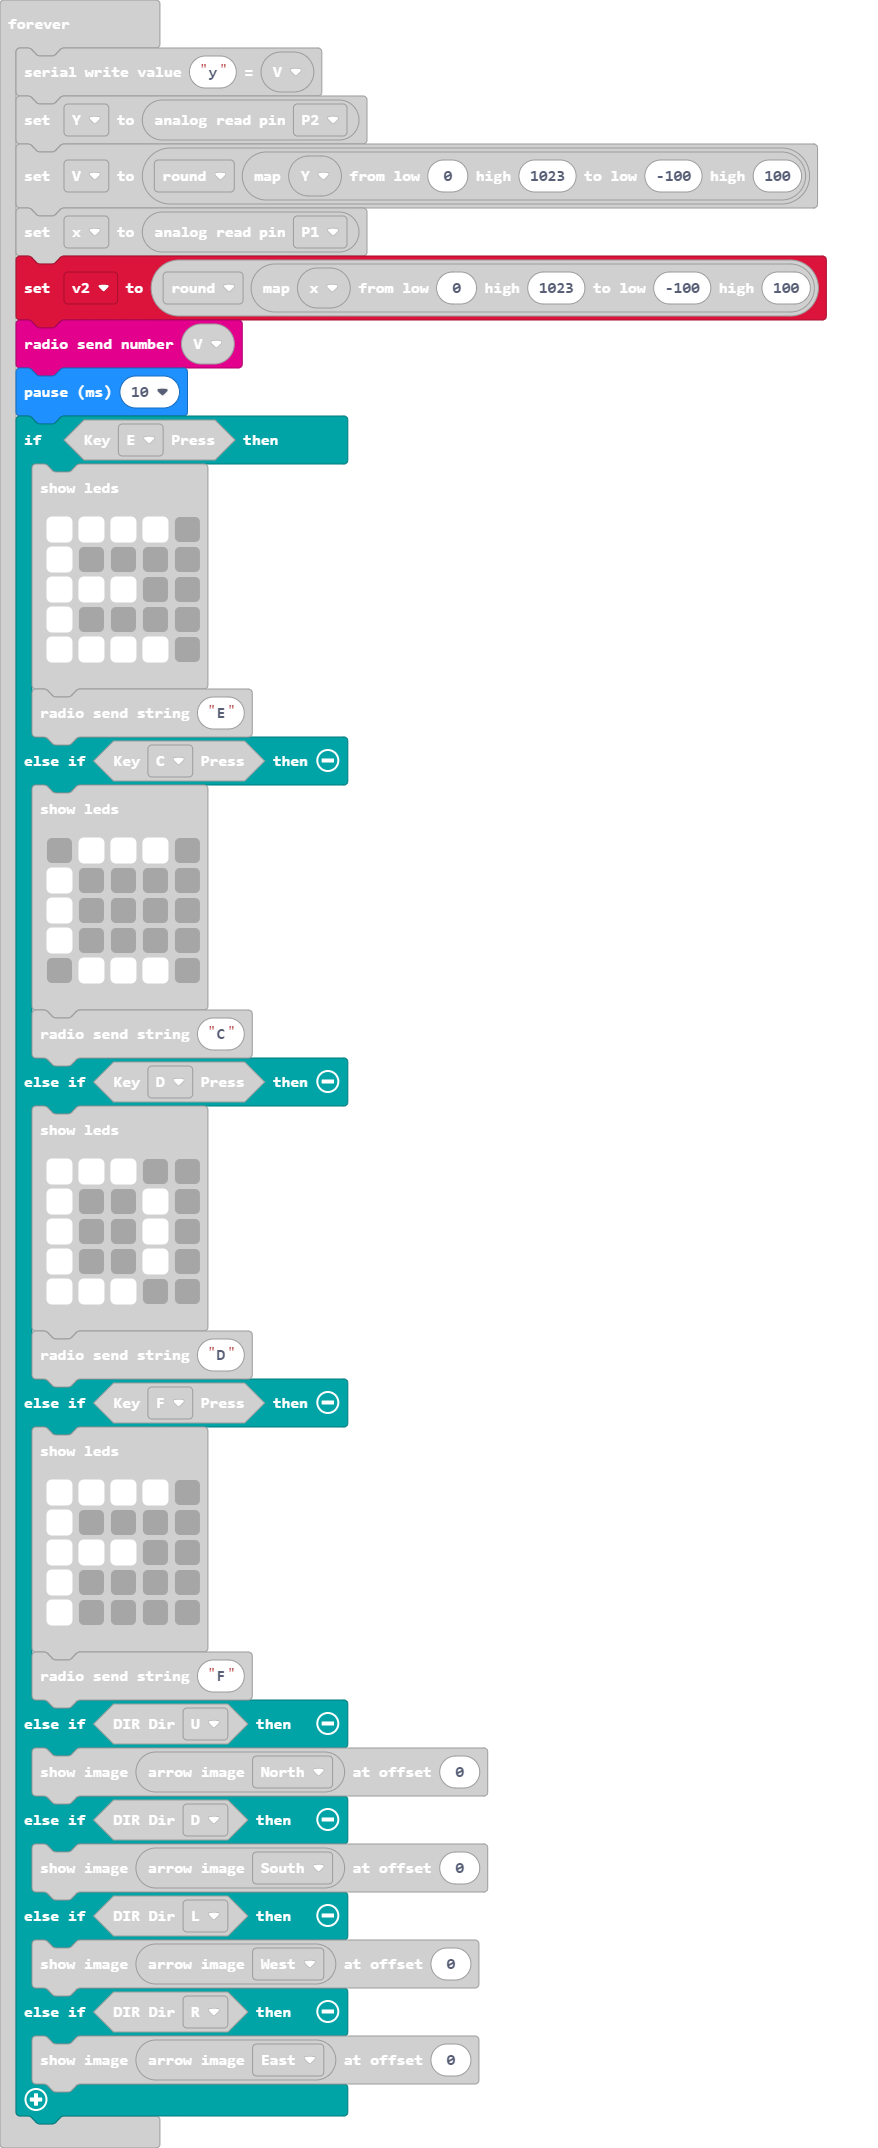 forever
serial write value "y" = V
set Y to analog read pin P2
set V to round map Y from low 0 high 1023 to low -100 high 100
set x to analog read pin P1
set v2 to round map x from low 0 high 1023 to low -100 high 100
radio send number V
pause (ms) 10
if Key E Press then
show leds
radio send string "E"
else if Key C Press then
show leds
radio send string "C"
else if Key D Press then
show leds
radio send string "D"
else if Key F Press then
show leds
radio send string "F"
else if DIR Dir U then
show image arrow image North at offset 0
else if DIR Dir D then
show image arrow image South at offset 0
else if DIR Dir L then
show image arrow image West at offset 0
else if DIR Dir R then
show image arrow image East at offset 0